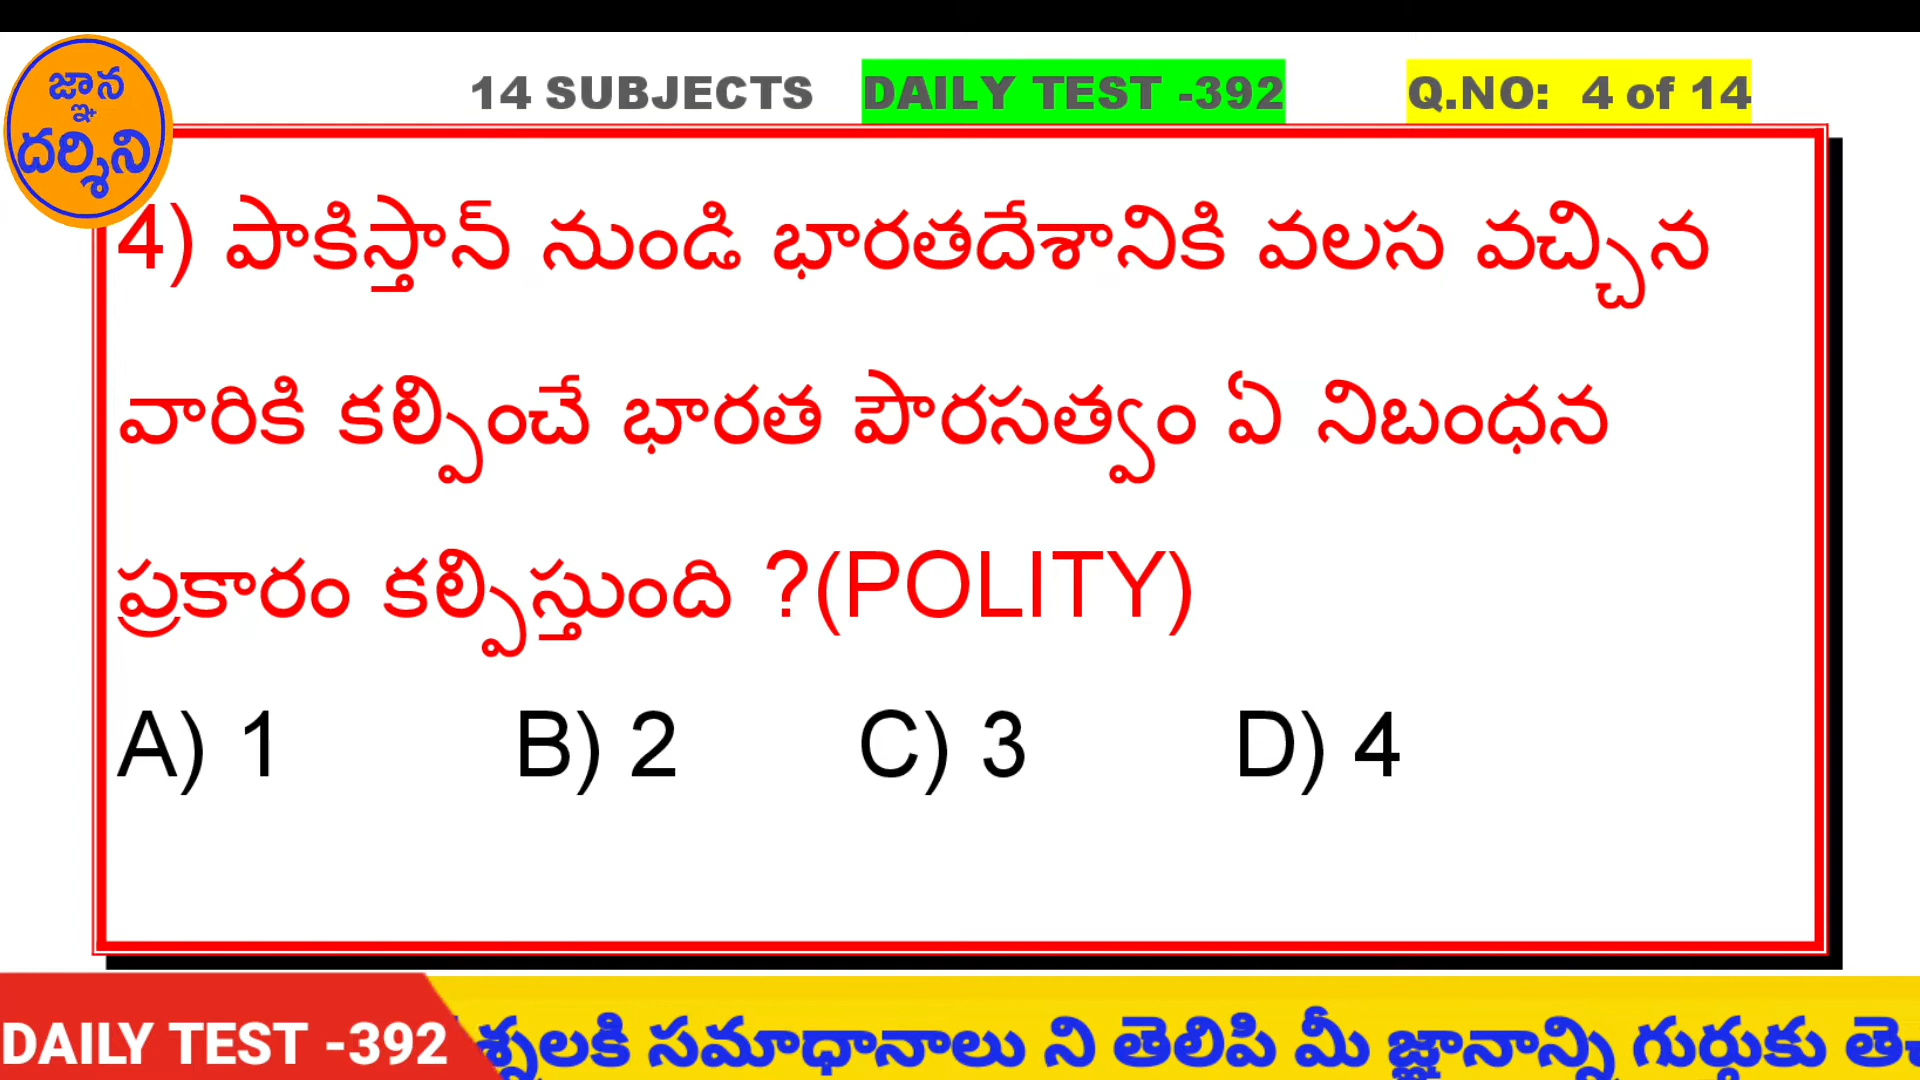 జ్ఞాన
ఇ+
దర్శిని
14 SUBJECTS DAILY TEST -392 Q.NO: 4 of 14
4) పాకిస్తాన్ నుండి భారతదేశానికి వలస వచ్చిన
వారికి కల్పించే భారత పౌరసత్వం ఏ నిబంధన
ప్రకారం కల్పిస్తుంది ?(POLITY)
A) 1 B) 2 C) 3 D) 4
DAILY TEST -392 శ్నలకి సమాధానాలు ని తెలిపి మీ జ్ఞానాన్ని గుర్తుకు తె